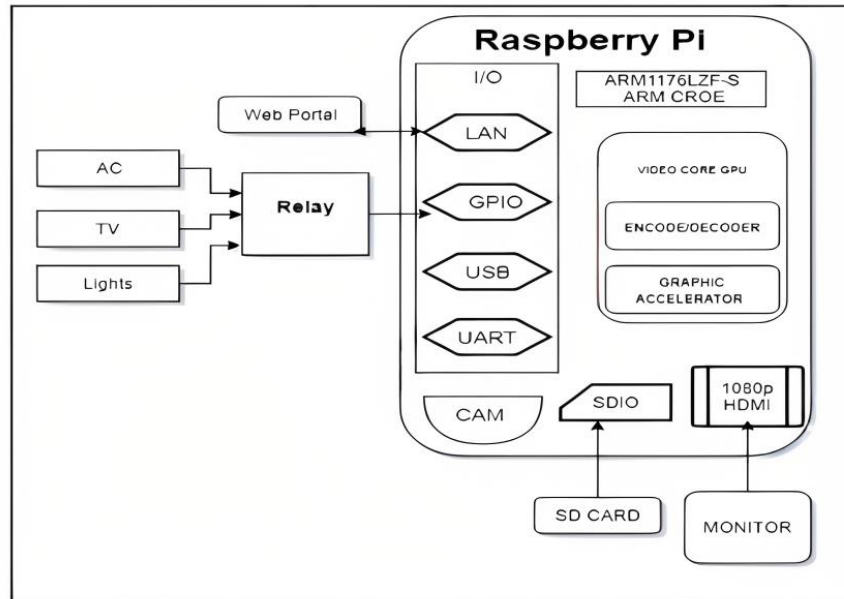 Raspberry Pi
I/O
ARM1176LZF-S
ARM CROE
Web Portal
LAN
AC
VIDEO CORE GPU
Relay
GPIO
TV
ENCODE/DECODER
USB
Lights
GRAPHIC
ACCELERATOR
UART
1080p
HDMI
SDIO
CAM
SD CARD
MONITOR